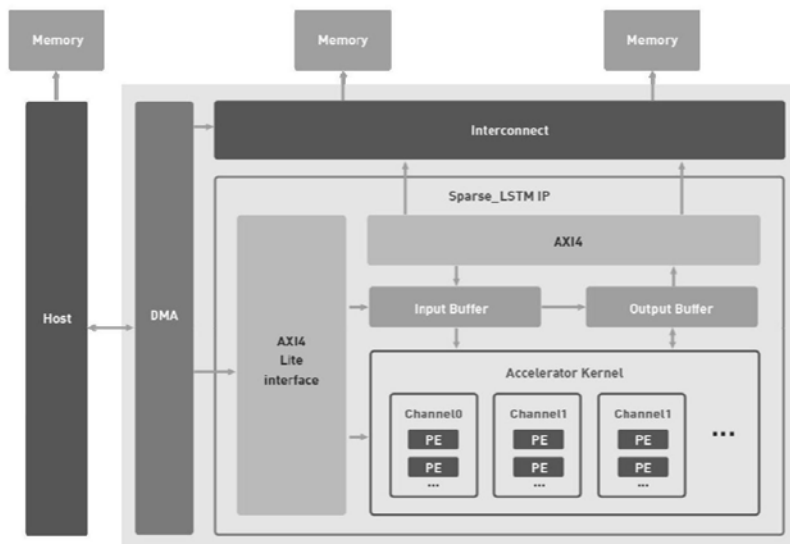 Memory
Memory
Memory
Interconnect
Sparse_LSTM IP
AXI4
Host
DMA
AXI4
Lite
interface
Input Buffer
Output Buffer
Accelerator Kernel
Channel0
PE
PE
...
Channel1
PE
PE
...
Channel1
PE
PE
...
...